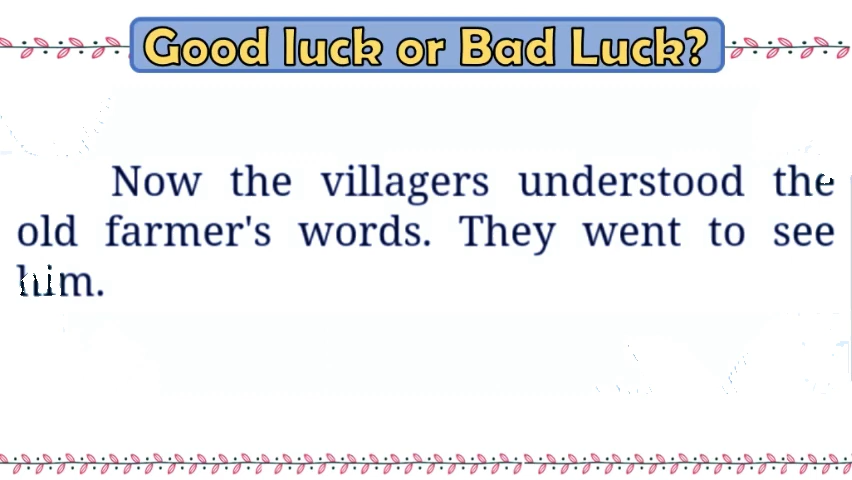 Good luck or Bad Luck?
Now the villagers understood the
old farmer's words. They went to see
him.